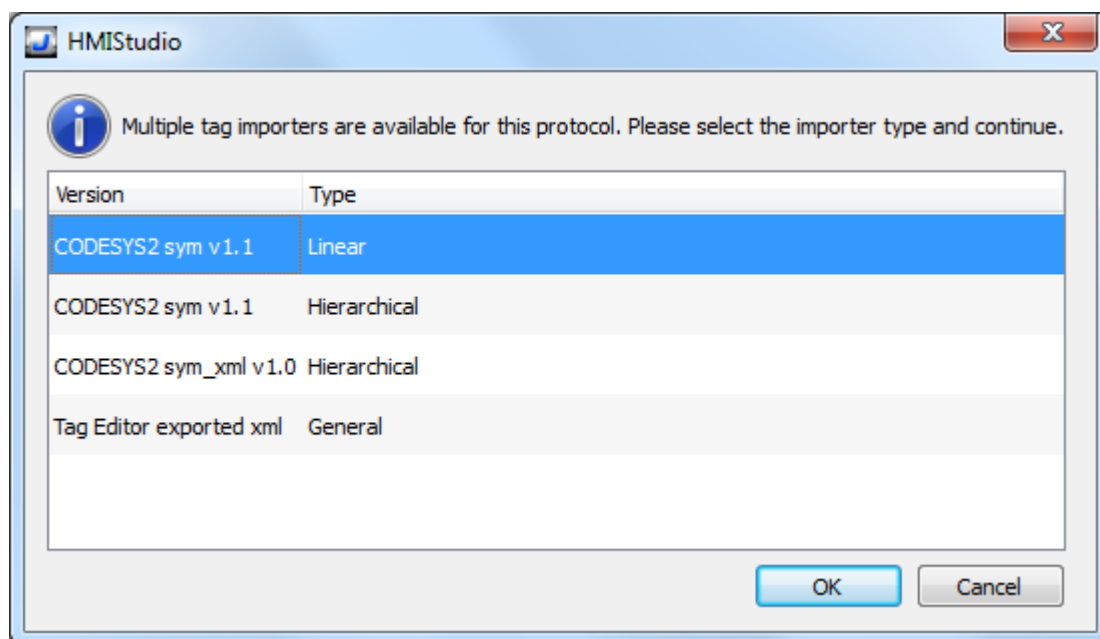 HMIStudio
Multiple tag importers are available for this protocol. Please select the importer type and continue.
Version Type
CODESYS2 sym v1.1 Linear
CODESYS2 sym v1.1 Hierarchical
CODESYS2 sym_xml v1.0 Hierarchical
Tag Editor exported xml General
OK Cancel